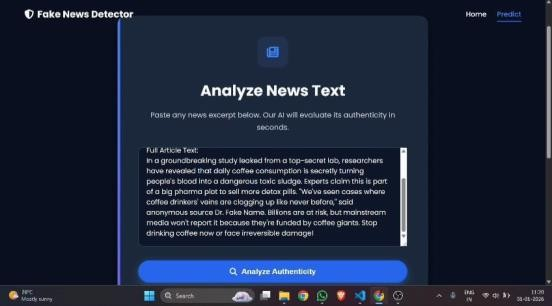 Fake News Detector
Home
Predict
Analyze News Text
Paste any news excerpt below. Our AI will evaluate its authenticity in
seconds.
Full Article Text:
In a groundbreaking study leaked from a top-secret lab, researchers
have revealed that daily coffee consumption is secretly turning
people's blood into a dangerous toxic sludge. Experts claim this is part
of a big pharma plot to sell more detox pills. "We've seen cases where
coffee drinkers' veins are clogging up like never before," said
anonymous source Dr. Fake Name. Billions are at risk, but mainstream
media won't report it because they're funded by coffee giants. Stop
drinking coffee now or face irreversible damage!
Analyze Authenticity
Mostly sunny
Search
ENG
IN
11:20
01-01-2026